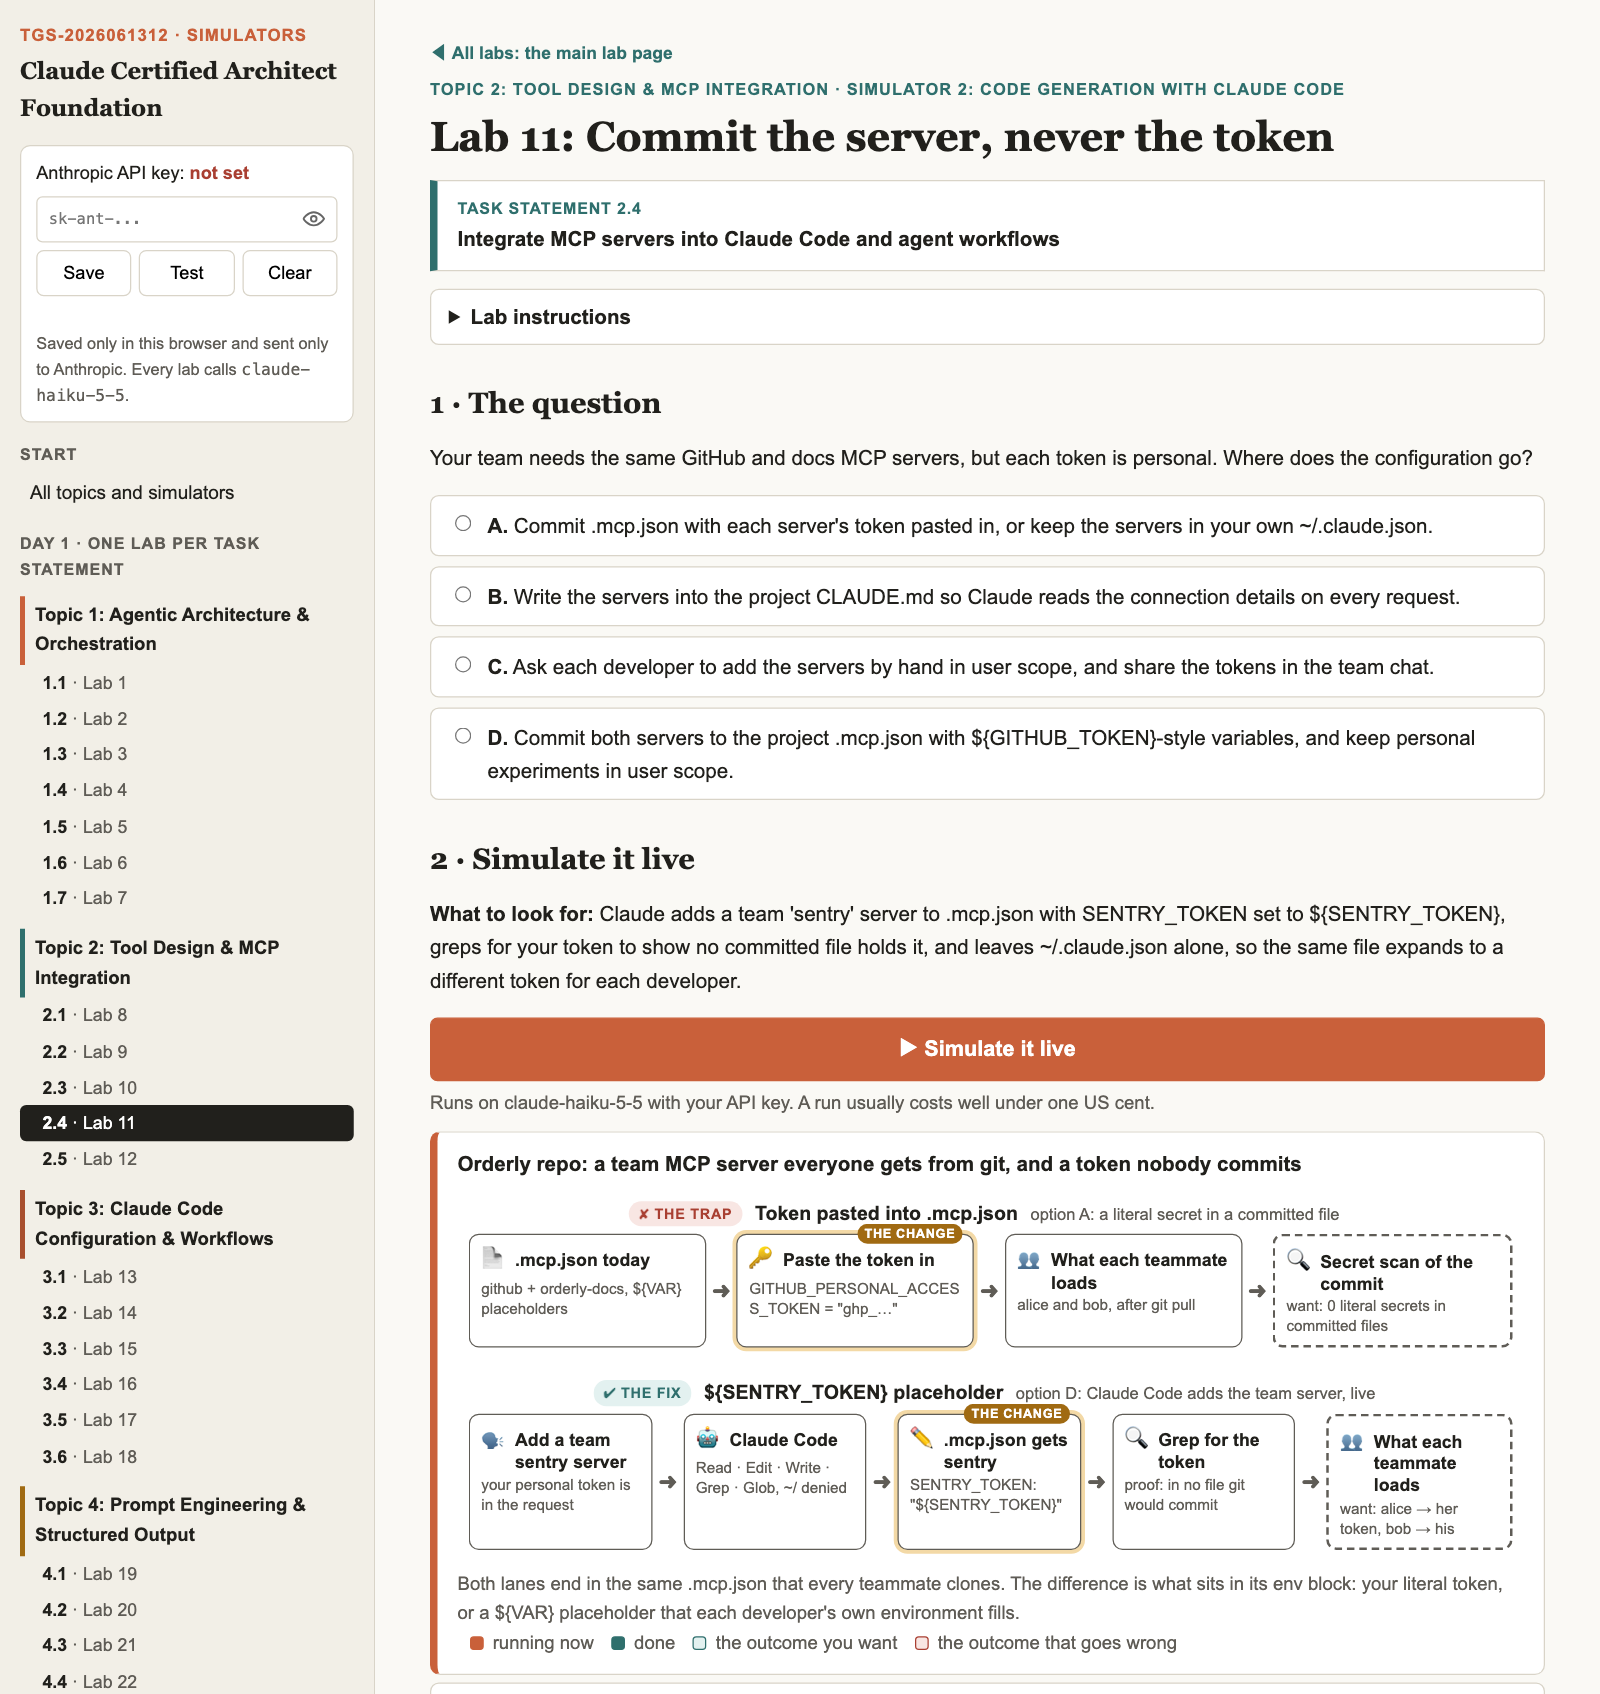 TGS-2026061312 · SIMULATORS
Claude Certified Architect
Foundation
Anthropic API key: not set
sk-ant-...
Save
Test
Clear
Saved only in this browser and sent only
to Anthropic. Every lab calls claude-
haiku-5-5.
START
All topics and simulators
DAY 1 · ONE LAB PER TASK
STATEMENT
Topic 1: Agentic Architecture &
Orchestration
1.1 · Lab 1
1.2 · Lab 2
1.3 · Lab 3
1.4 · Lab 4
1.5 · Lab 5
1.6 · Lab 6
1.7 · Lab 7
Topic 2: Tool Design & MCP
Integration
2.1 · Lab 8
2.2 · Lab 9
2.3 · Lab 10
2.4 · Lab 11
2.5 · Lab 12
Topic 3: Claude Code
Configuration & Workflows
3.1 · Lab 13
3.2 · Lab 14
3.3 · Lab 15
3.4 · Lab 16
3.5 · Lab 17
3.6 · Lab 18
Topic 4: Prompt Engineering &
Structured Output
4.1 · Lab 19
4.2 · Lab 20
4.3 · Lab 21
4.4 · Lab 22
◀ All labs: the main lab page
TOPIC 2: TOOL DESIGN & MCP INTEGRATION · SIMULATOR 2: CODE GENERATION WITH CLAUDE CODE
Lab 11: Commit the server, never the token
TASK STATEMENT 2.4
Integrate MCP servers into Claude Code and agent workflows
▶ Lab instructions
1 · The question
Your team needs the same GitHub and docs MCP servers, but each token is personal. Where does the configuration go?
A. Commit .mcp.json with each server's token pasted in, or keep the servers in your own ~/.claude.json.
B. Write the servers into the project CLAUDE.md so Claude reads the connection details on every request.
C. Ask each developer to add the servers by hand in user scope, and share the tokens in the team chat.
D. Commit both servers to the project .mcp.json with ${GITHUB_TOKEN}-style variables, and keep personal
experiments in user scope.
2 · Simulate it live
What to look for: Claude adds a team 'sentry' server to .mcp.json with SENTRY_TOKEN set to ${SENTRY_TOKEN},
greps for your token to show no committed file holds it, and leaves ~/.claude.json alone, so the same file expands to a
different token for each developer.
▶ Simulate it live
Runs on claude-haiku-5-5 with your API key. A run usually costs well under one US cent.
Orderly repo: a team MCP server everyone gets from git, and a token nobody commits
✘ THE TRAP Token pasted into .mcp.json option A: a literal secret in a committed file
.mcp.json today
github + orderly-docs, ${VAR}
placeholders
THE CHANGE
Paste the token in
GITHUB_PERSONAL_ACCES
S_TOKEN = "ghp_…"
What each teammate
loads
alice and bob, after git pull
Secret scan of the
commit
want: 0 literal secrets in
committed files
✔ THE FIX ${SENTRY_TOKEN} placeholder option D: Claude Code adds the team server, live
Add a team
sentry server
your personal token is
in the request
Claude Code
Read · Edit · Write ·
Grep · Glob, ~/ denied
THE CHANGE
.mcp.json gets
sentry
SENTRY_TOKEN:
"${SENTRY_TOKEN}"
Grep for the
token
proof: in no file git
would commit
What each
teammate
loads
want: alice → her
token, bob → his
Both lanes end in the same .mcp.json that every teammate clones. The difference is what sits in its env block: your literal token,
or a ${VAR} placeholder that each developer's own environment fills.
running now done the outcome you want the outcome that goes wrong